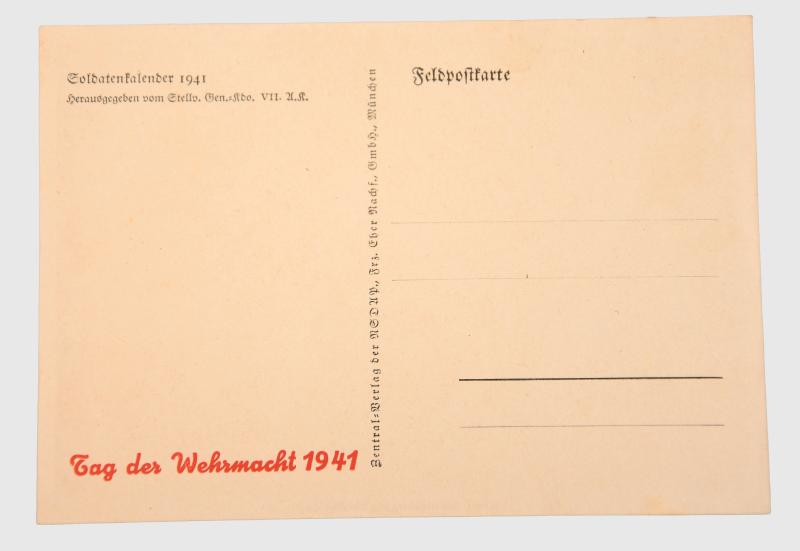 Soldatenkalender 1941
Herausgegeben vom Stellv. Gen.-Kdo. VII. A.K.
Tag der Wehrmacht 1941
Zentral-Verlag der NSDAP., Frz. Eher Nachf., GmbH., München
Feldpostkarte